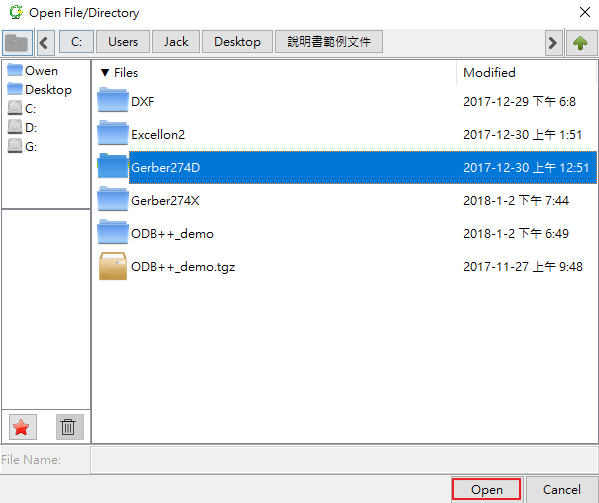 Open File/Directory
C: Users Jack Desktop 說明書範例文件
Owen
Desktop
C:
D:
G:
▼ Files Modified
DXF 2017-12-29 下午 6:8
Excellon2 2017-12-30 上午 1:51
Gerber274D 2017-12-30 上午 12:51
Gerber274X 2018-1-2 下午 7:44
ODB++_demo 2018-1-2 下午 6:49
ODB++_demo.tgz 2017-11-27 上午 9:48
File Name:
Open Cancel